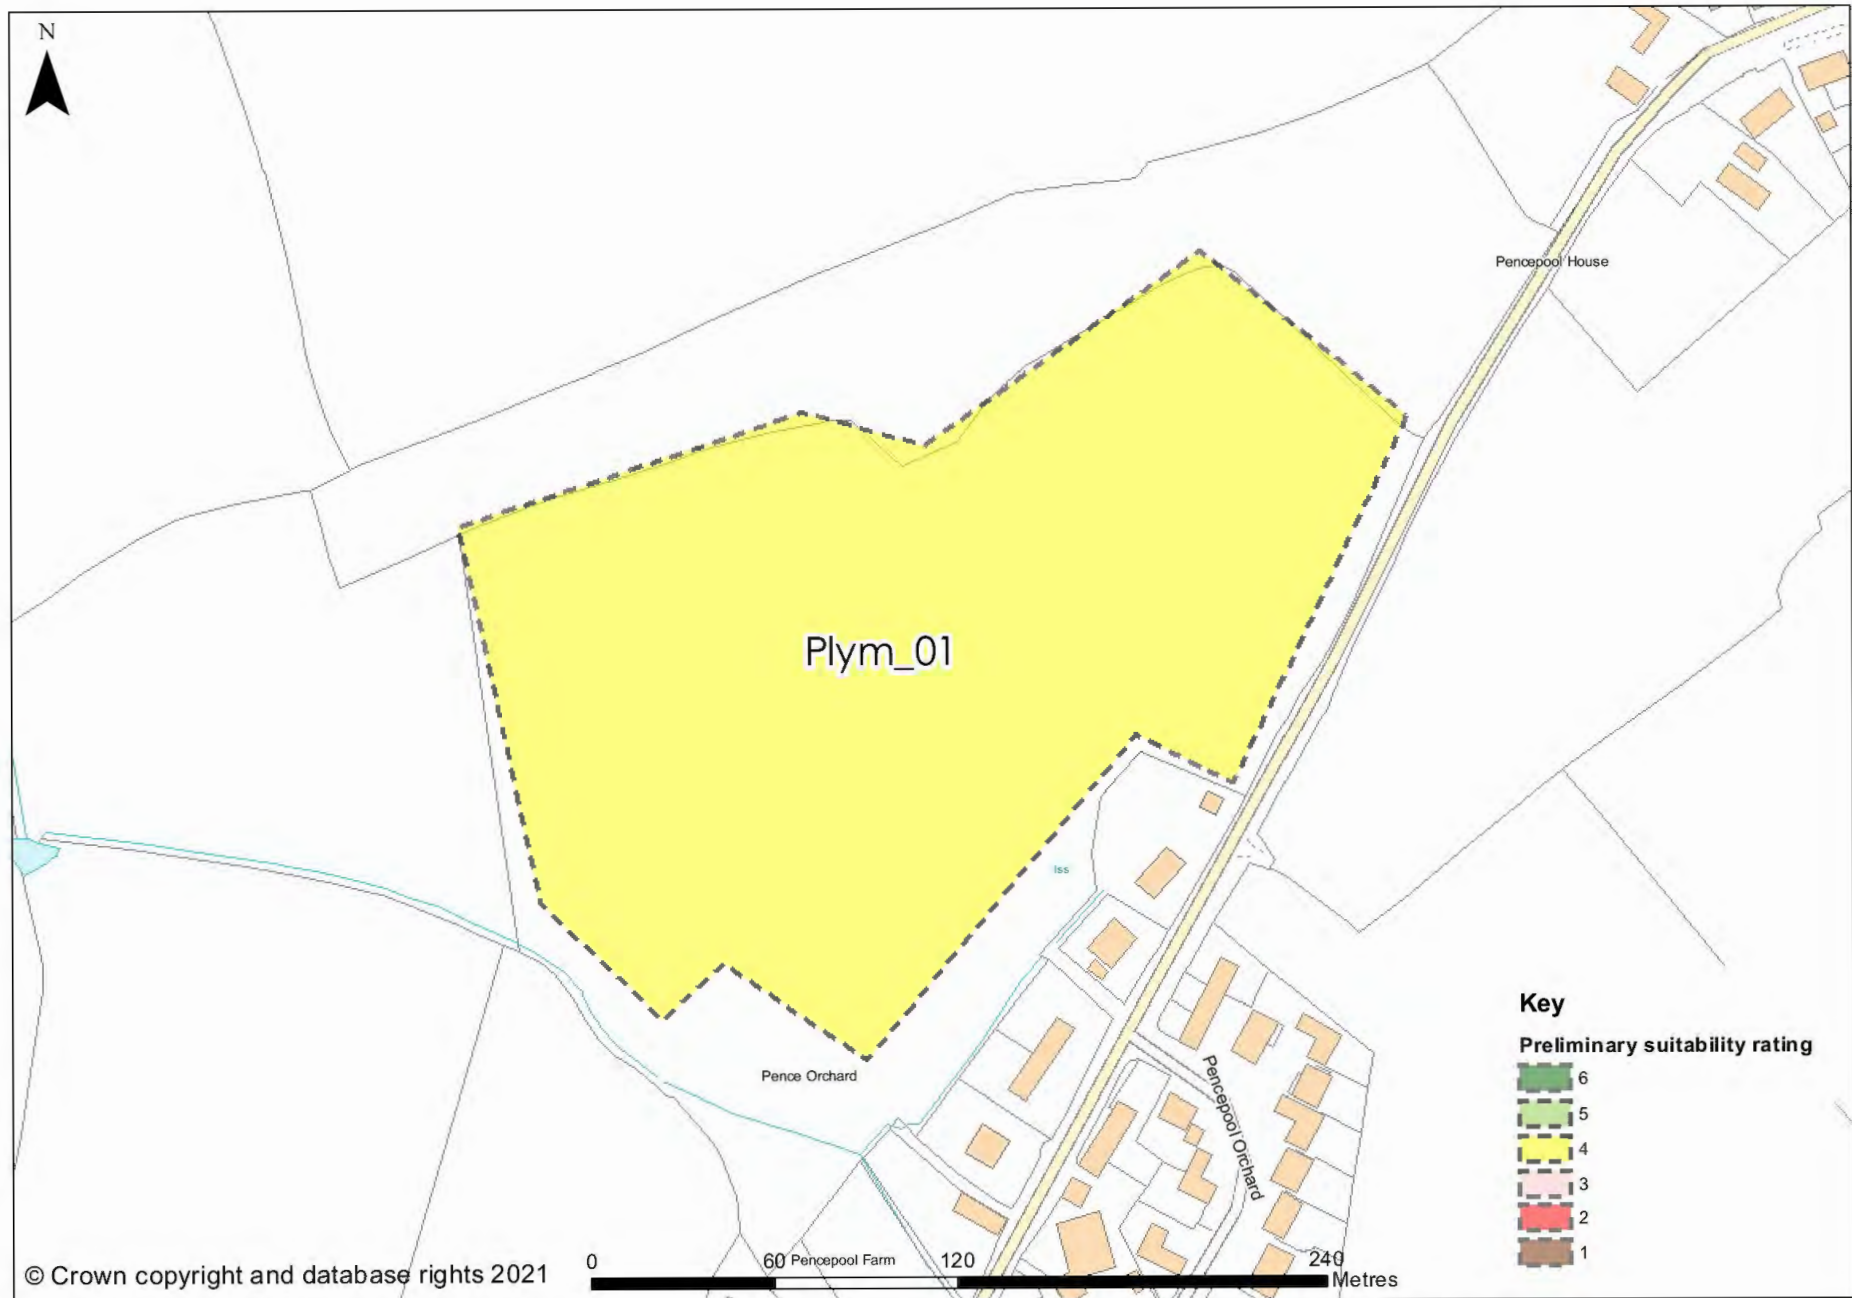 N
Pencepool House
Plym_01
Iss
Pence Orchard
Pencepool Orchard
Key
Preliminary suitability rating
6
5
4
3
2
1
0 60 120 240
Pencepool Farm
Metres
© Crown copyright and database rights 2021